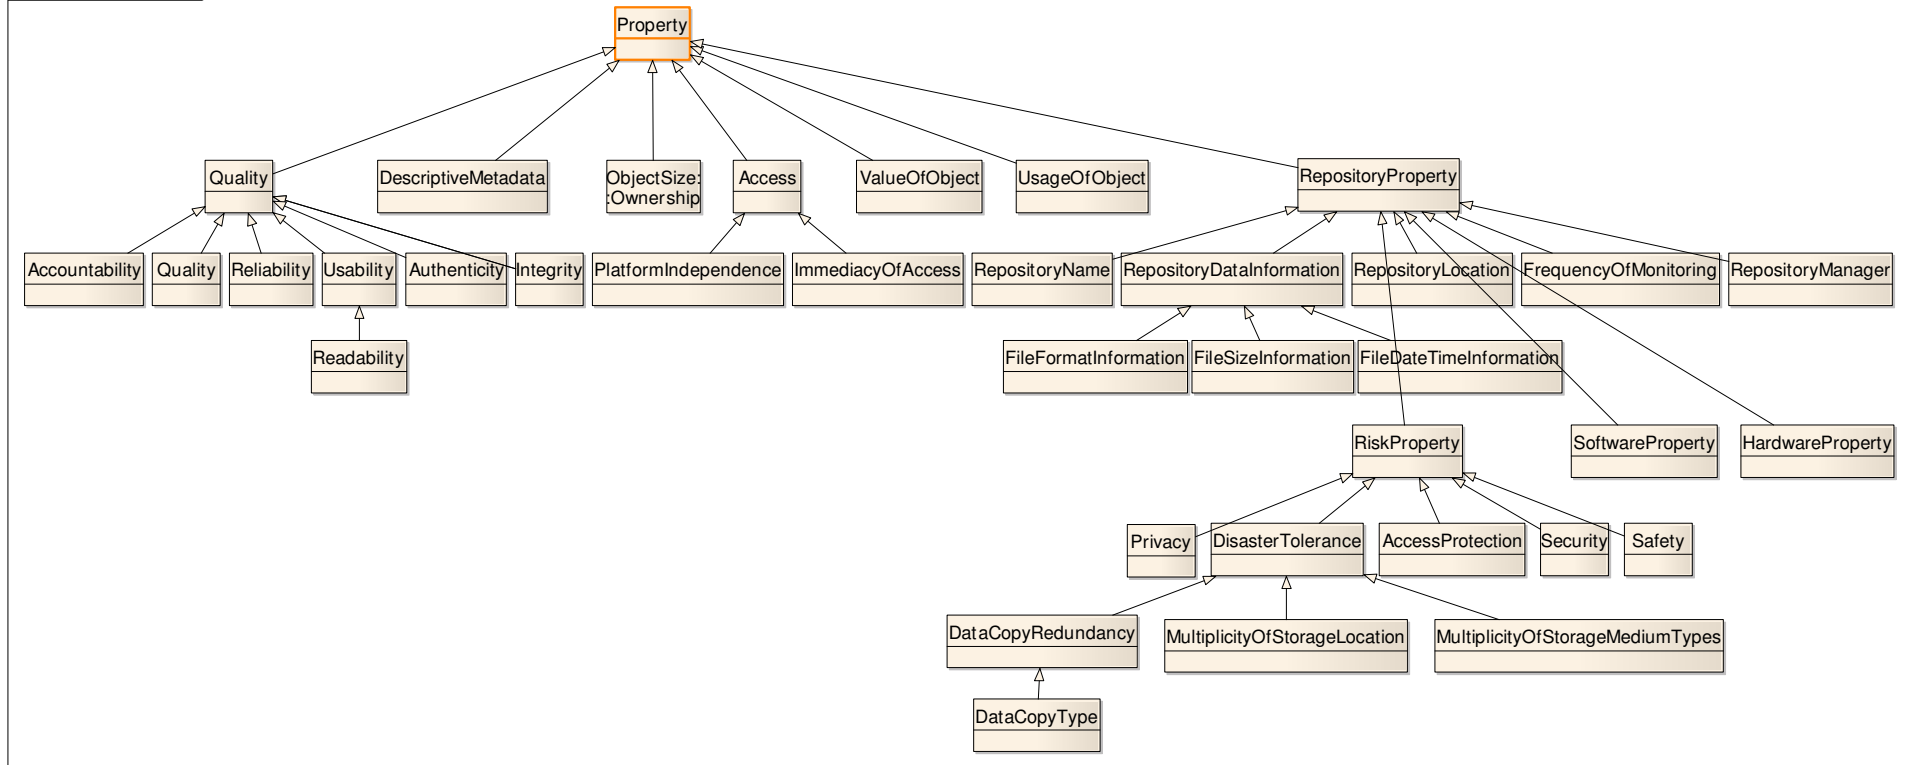 Property
Quality
DescriptiveMetadata
ObjectSize:
:Ownership
Access
ValueOfObject
UsageOfObject
RepositoryProperty
Accountability
Quality
Reliability
Usability
Authenticity
Integrity
PlatformIndependence
ImmediacyOfAccess
RepositoryName
RepositoryDataInformation
RepositoryLocation
FrequencyOfMonitoring
RepositoryManager
Readability
FileFormatInformation
FileSizeInformation
FileDateTimeInformation
RiskProperty
SoftwareProperty
HardwareProperty
Privacy
DisasterTolerance
AccessProtection
Security
Safety
DataCopyRedundancy
MultiplicityOfStorageLocation
MultiplicityOfStorageMediumTypes
DataCopyType